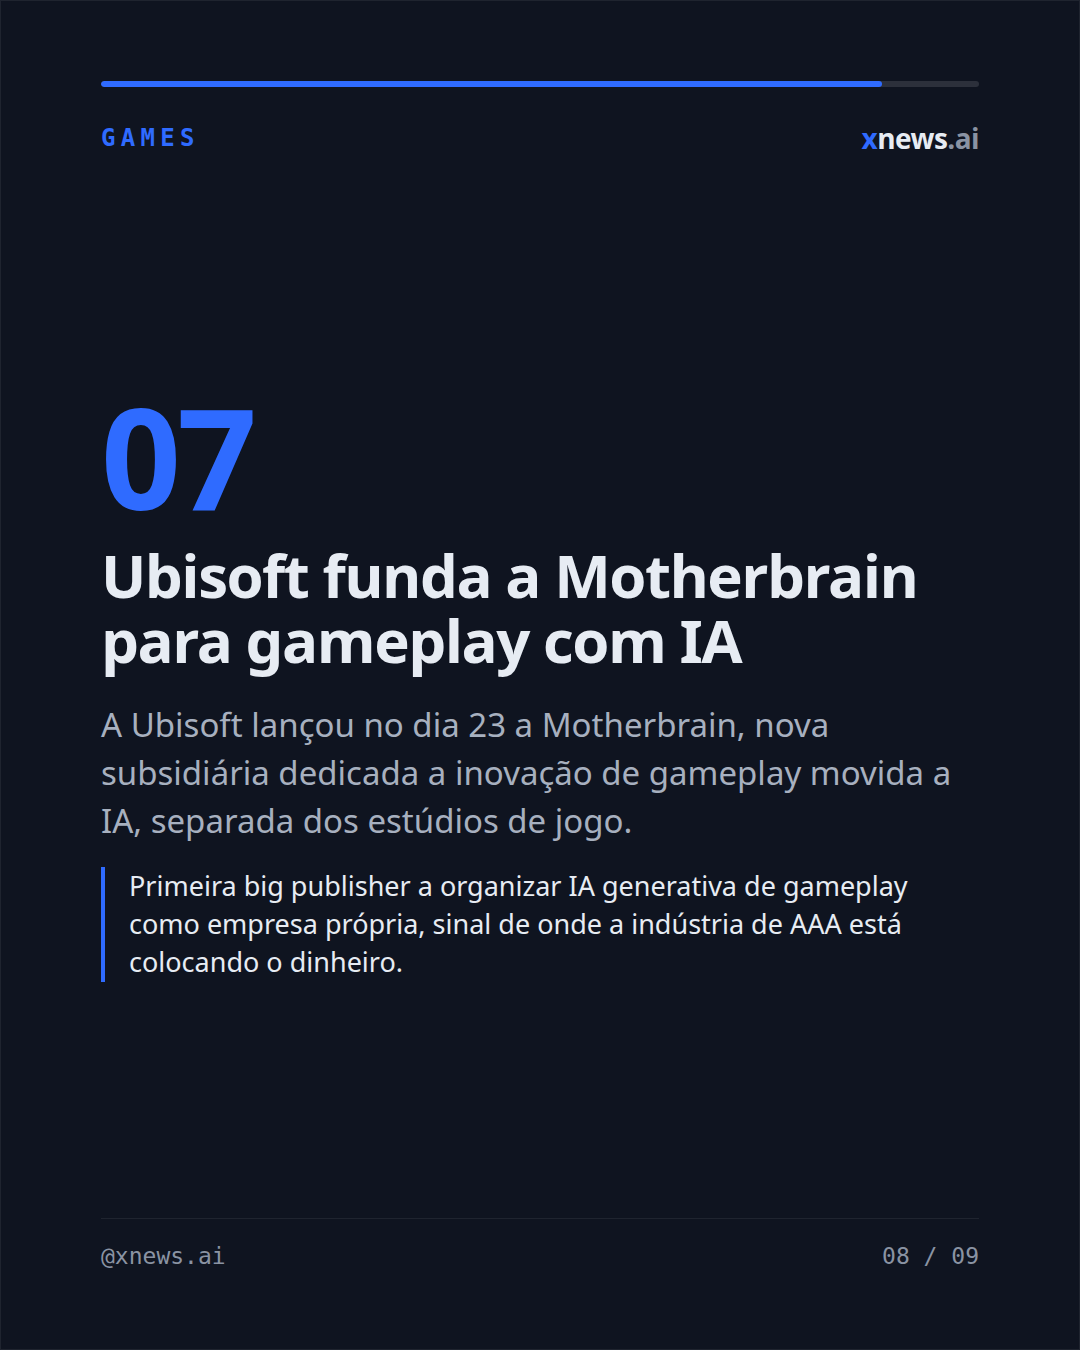 GAMES
xnews.ai
07
Ubisoft funda a Motherbrain
para gameplay com IA
A Ubisoft lançou no dia 23 a Motherbrain, nova
subsidiária dedicada a inovação de gameplay movida a
IA, separada dos estúdios de jogo.
Primeira big publisher a organizar IA generativa de gameplay
como empresa própria, sinal de onde a indústria de AAA está
colocando o dinheiro.
@xnews.ai
08 / 09